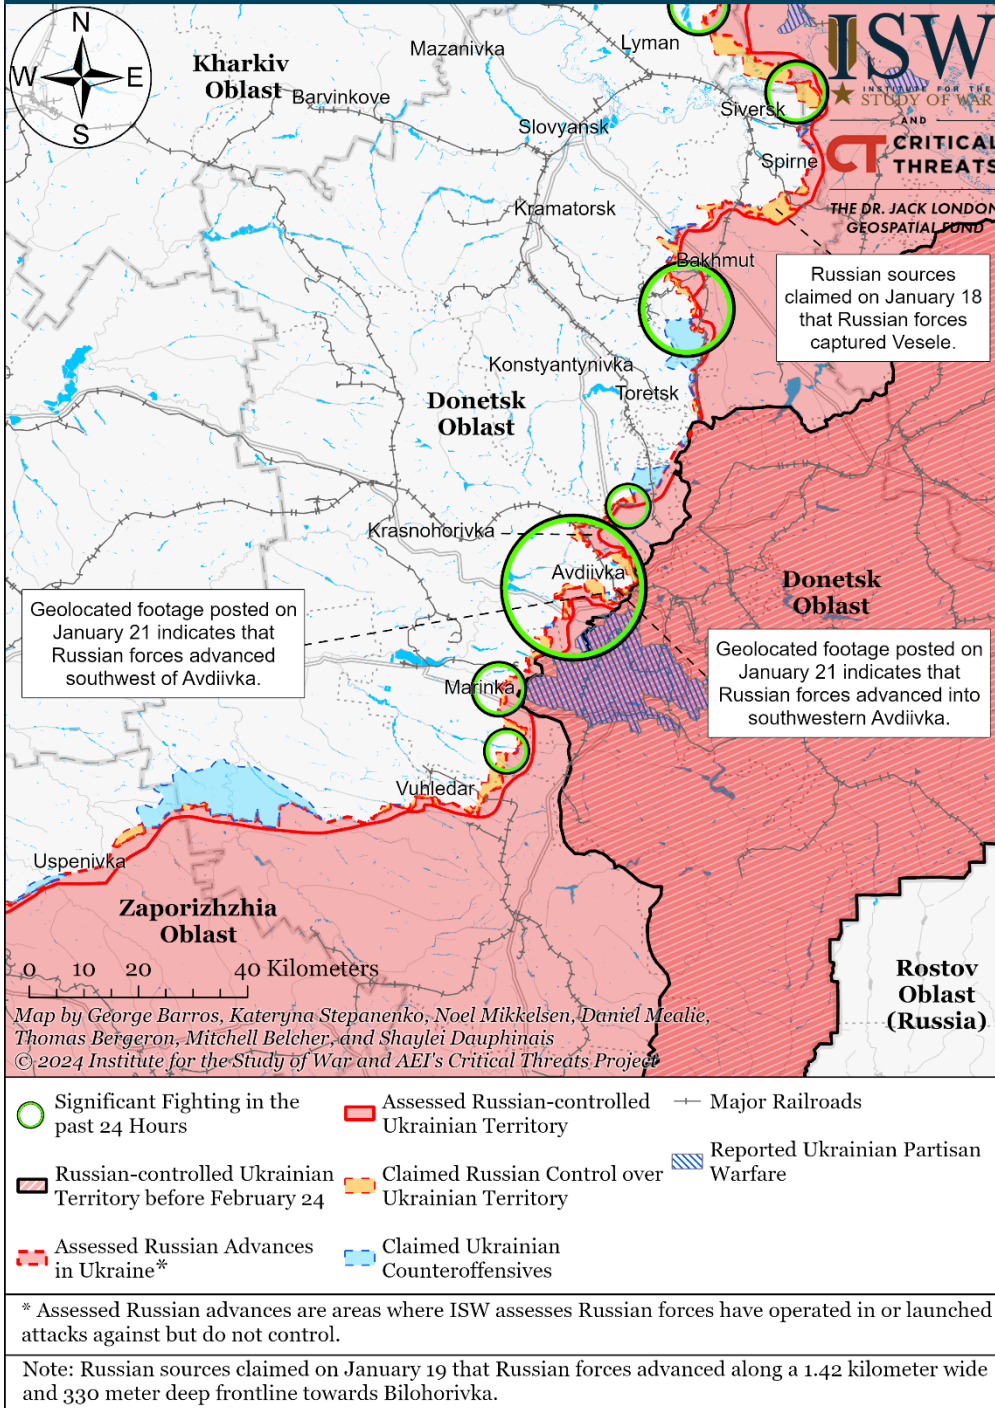 N
W
E
S
Kharkiv
Oblast
Mazanivka
Lyman
Barvinkove
Slovyansk
Siversk
Spirne
Kramatorsk
Bakhmut
ISW
INSTITUTE FOR THE
STUDY OF WAR
AND
CT CRITICAL
THREATS
THE DR. JACK LONDON
GEOSPATIAL FUND
Russian sources
claimed on January 18
that Russian forces
captured Vesele.
Konstyantynivka
Toretsk
Donetsk
Oblast
Krasnohorivka
Avdiivka
Donetsk
Oblast
Geolocated footage posted on
January 21 indicates that
Russian forces advanced
southwest of Avdiivka.
Geolocated footage posted on
January 21 indicates that
Russian forces advanced into
southwestern Avdiivka.
Marinka
Vuhledar
Uspenivka
Zaporizhzhia
Oblast
Rostov
Oblast
(Russia)
0 10 20 40 Kilometers
Map by George Barros, Kateryna Stepanenko, Noel Mikkelsen, Daniel Mealie,
Thomas Bergeron, Mitchell Belcher, and Shaylei Dauphinais
© 2024 Institute for the Study of War and AEI's Critical Threats Project
Significant Fighting in the
past 24 Hours
Russian-controlled Ukrainian
Territory before February 24
Assessed Russian Advances
in Ukraine*
Assessed Russian-controlled
Ukrainian Territory
Claimed Russian Control over
Ukrainian Territory
Claimed Ukrainian
Counteroffensives
Major Railroads
Reported Ukrainian Partisan
Warfare
* Assessed Russian advances are areas where ISW assesses Russian forces have operated in or launched
attacks against but do not control.
Note: Russian sources claimed on January 19 that Russian forces advanced along a 1.42 kilometer wide
and 330 meter deep frontline towards Bilohorivka.